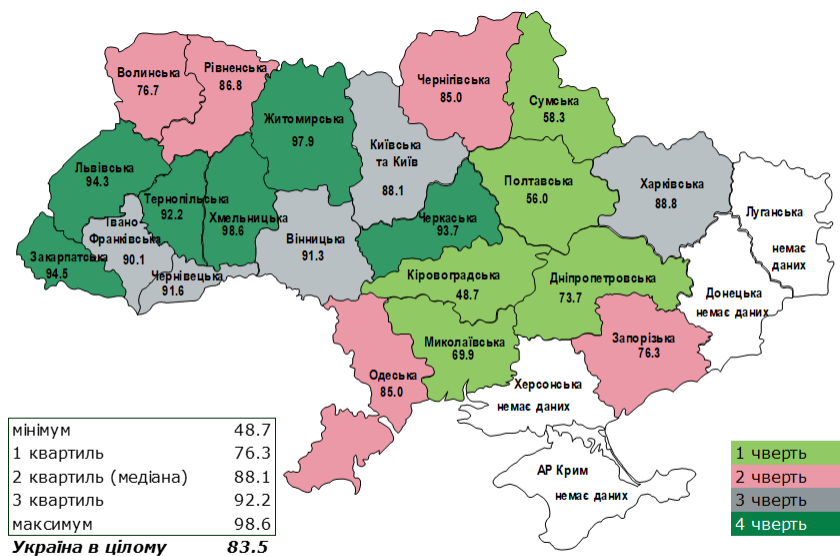 Волинська
76.7
Рівненська
86.8
Житомирська
97.9
Київська
та Київ
88.1
Чернігівська
85.0
Сумська
58.3
Львівська
94.3
Тернопільська
92.2
Хмельницька
98.6
Вінницька
91.3
Черкаська
93.7
Полтавська
56.0
Харківська
88.8
Луганська
немає
даних
Закарпатська
94.5
Івано-
Франківська
90.1
Чернівецька
91.6
Кіровоградська
48.7
Дніпропетровська
73.7
Донецька
немає даних
Одеська
85.0
Миколаївська
69.9
Запорізька
76.3
Херсонська
немає даних
АР Крим
немає даних
мінімум 48.7
1 квартиль 76.3
2 квартиль (медіана) 88.1
3 квартиль 92.2
максимум 98.6
Україна в цілому 83.5
1 чверть
2 чверть
3 чверть
4 чверть